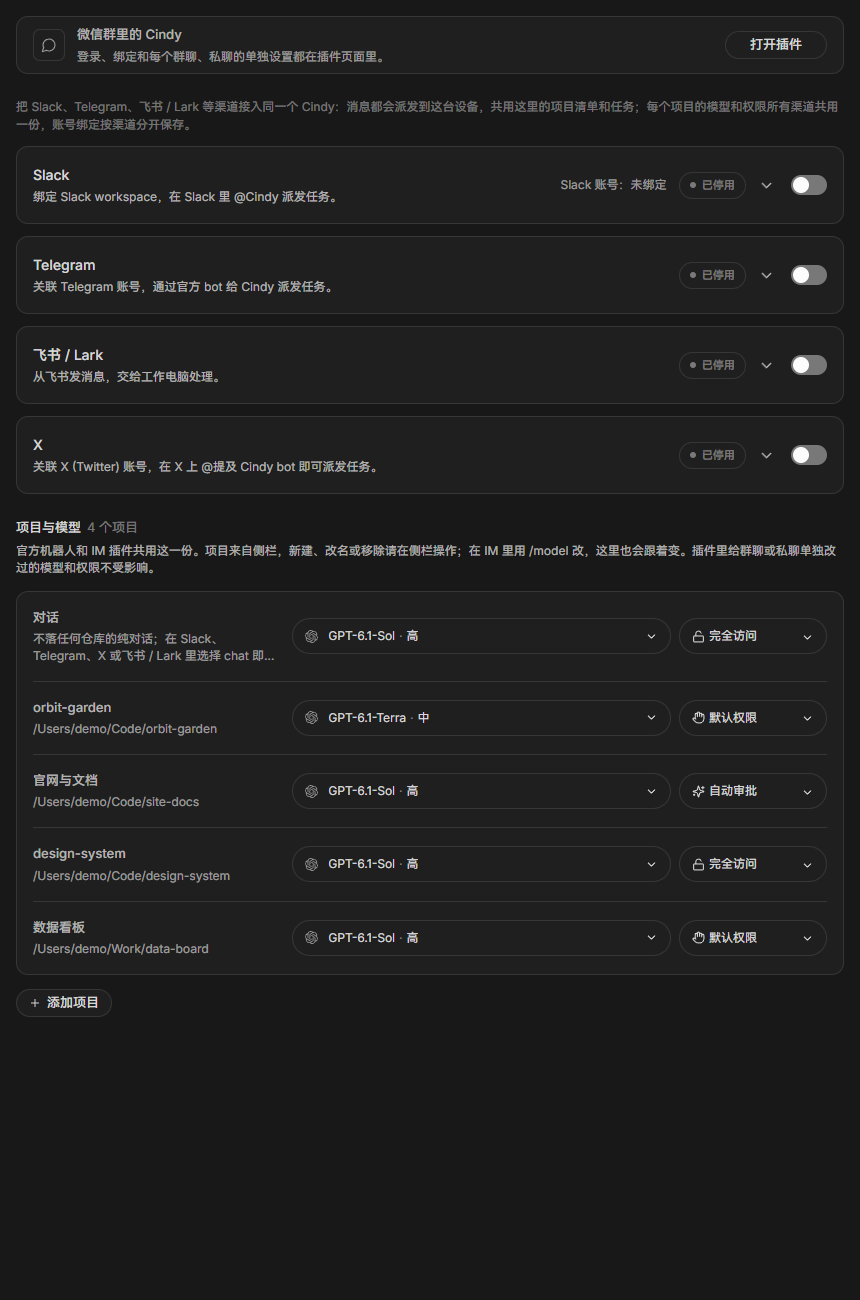 微信群里的 Cindy
登录、绑定和每个群聊、私聊的单独设置都在插件页面里。
打开插件
把 Slack、Telegram、飞书 / Lark 等渠道接入同一个 Cindy：消息都会派发到这台设备，共用这里的项目清单和任务；每个项目的模型和权限所有渠道共用
一份，账号绑定按渠道分开保存。
Slack
绑定 Slack workspace，在 Slack 里 @Cindy 派发任务。
Slack 账号：未绑定
已停用
Telegram
关联 Telegram 账号，通过官方 bot 给 Cindy 派发任务。
已停用
飞书 / Lark
从飞书发消息，交给工作电脑处理。
已停用
X
关联 X (Twitter) 账号，在 X 上 @提及 Cindy bot 即可派发任务。
已停用
项目与模型 4 个项目
官方机器人和 IM 插件共用这一份。项目来自侧栏，新建、改名或移除请在侧栏操作；在 IM 里用 /model 改，这里也会跟着变。插件里给群聊或私聊单独改
过的模型和权限不受影响。
对话
不落任何仓库的纯对话；在 Slack、
Telegram、X 或飞书 / Lark 里选择 chat 即...
GPT-6.1-Sol · 高
完全访问
orbit-garden
/Users/demo/Code/orbit-garden
GPT-6.1-Terra · 中
默认权限
官网与文档
/Users/demo/Code/site-docs
GPT-6.1-Sol · 高
自动审批
design-system
/Users/demo/Code/design-system
GPT-6.1-Sol · 高
完全访问
数据看板
/Users/demo/Work/data-board
GPT-6.1-Sol · 高
默认权限
+ 添加项目